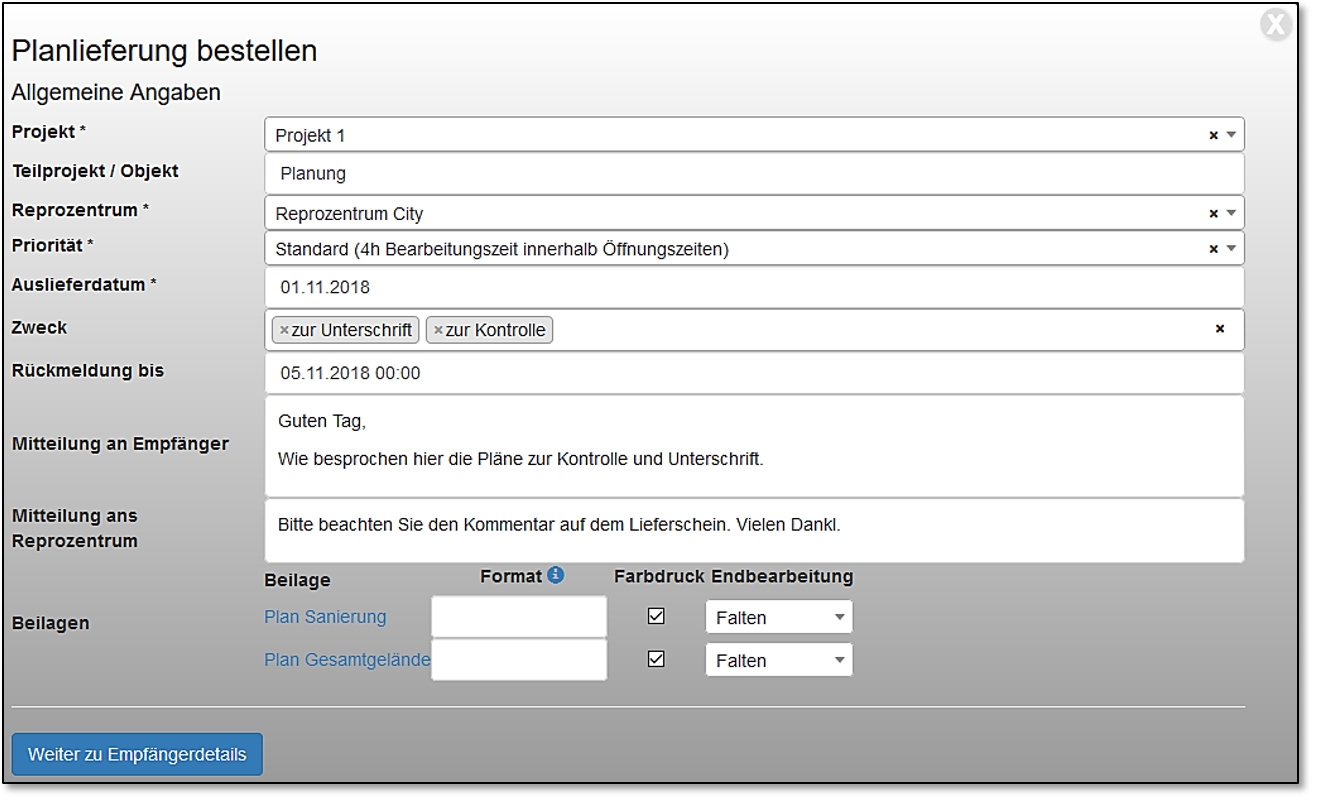 X
Planlieferung bestellen
Allgemeine Angaben
Projekt * Projekt 1 ×
Teilprojekt / Objekt Planung
Reprozentrum * Reprozentrum City ×
Priorität * Standard (4h Bearbeitungszeit innerhalb Öffnungszeiten) ×
Auslieferdatum * 01.11.2018
Zweck ×zur Unterschrift ×zur Kontrolle ×
Rückmeldung bis 05.11.2018 00:00
Mitteilung an Empfänger
Guten Tag,
Wie besprochen hier die Pläne zur Kontrolle und Unterschrift.
Mitteilung ans
Reprozentrum
Bitte beachten Sie den Kommentar auf dem Lieferschein. Vielen Dankl.
Beilagen
Beilage Format i Farbdruck Endbearbeitung
Plan Sanierung Falten
Plan Gesamtgelände Falten
Weiter zu Empfängerdetails